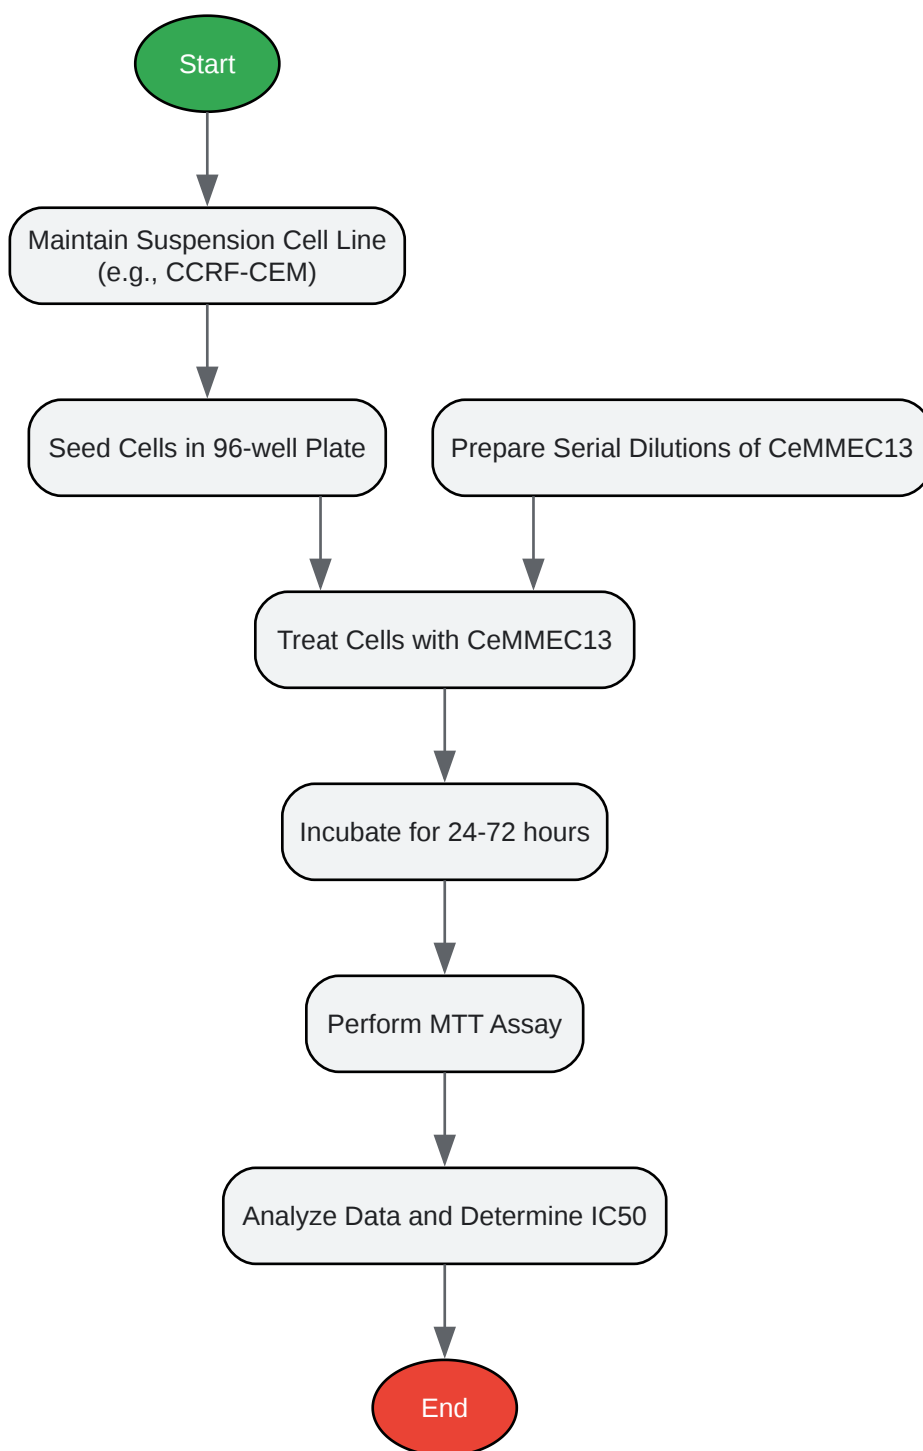 Start
Maintain Suspension Cell Line
(e.g., CCRF-CEM)
Seed Cells in 96-well Plate
Prepare Serial Dilutions of CeMMEC13
Treat Cells with CeMMEC13
Incubate for 24-72 hours
Perform MTT Assay
Analyze Data and Determine IC50
End